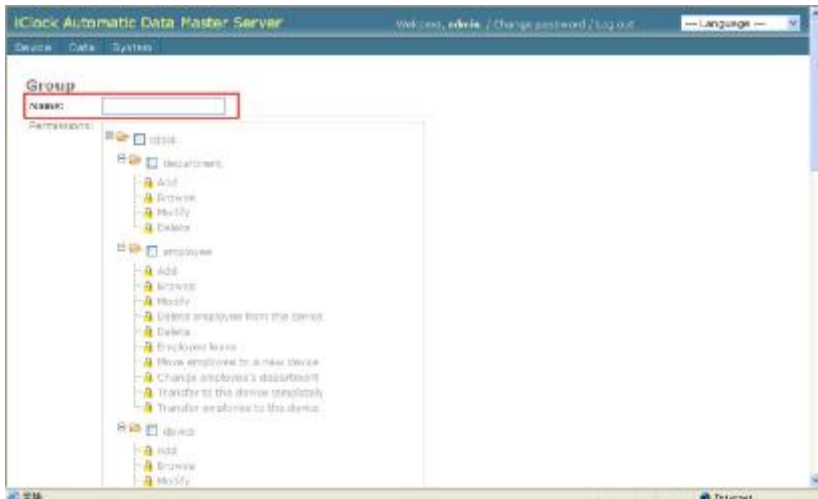 iClock Automatic Data Master Server
Welcome, admin. / Change password / Log out
--- Language ---
Device Data System
Group
Name:
Permissions:
iclock
department
Add
Browse
Modify
Delete
employee
Add
Browse
Modify
Delete employee from the device
Delete
Employee leave
Move employee to a new device
Change employee's department
Transfer to the device templately
Transfer employee to the device
device
Add
Browse
Modify
完毕
Internet